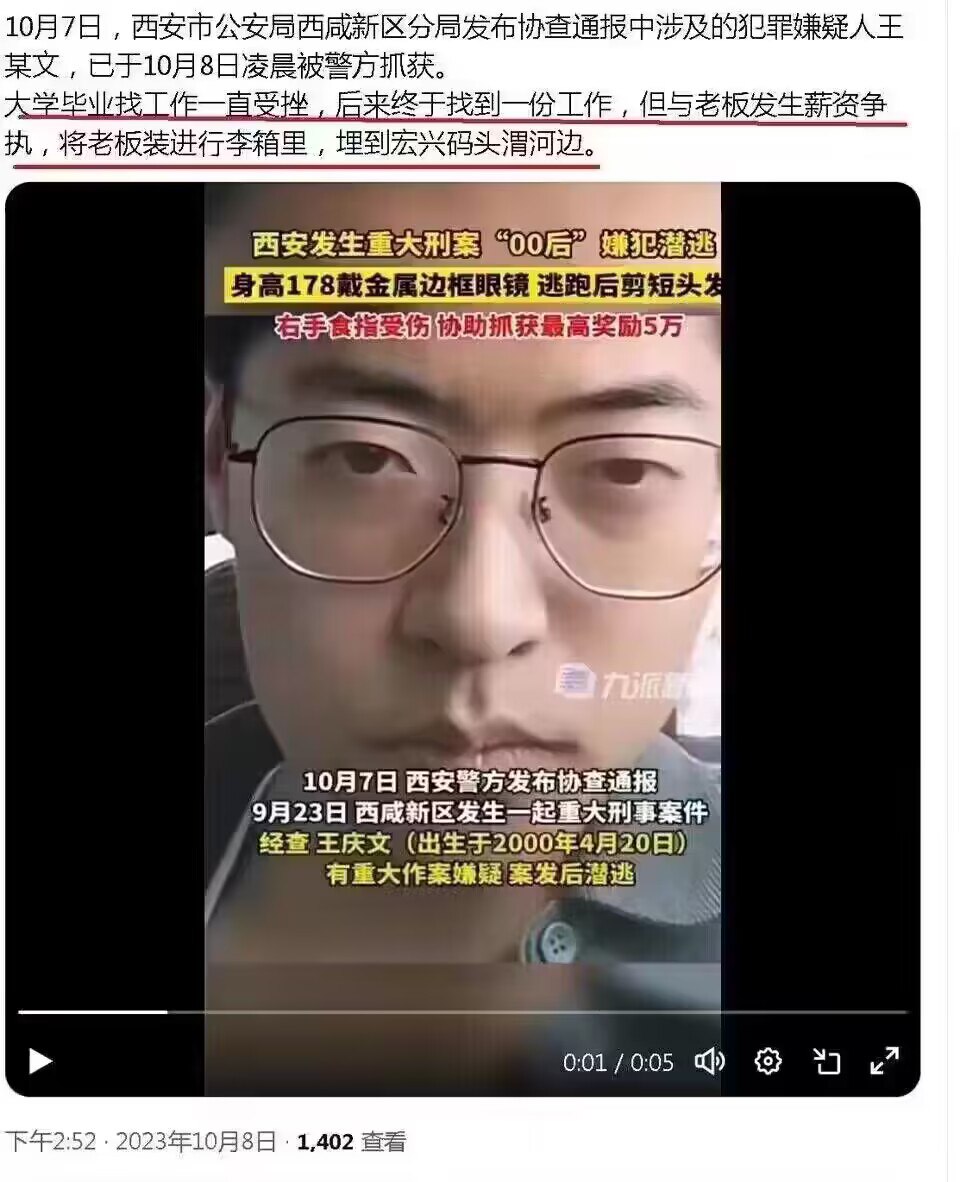 10月7日，西安市公安局西咸新区分局发布协查通报中涉及的犯罪嫌疑人王
某文，已于10月8日凌晨被警方抓获。
大学毕业找工作一直受挫，后来终于找到一份工作，但与老板发生薪资争
执，将老板装进行李箱里，埋到宏兴码头渭河边。
西安发生重大刑案“00后”嫌犯潜逃
身高178戴金属边框眼镜 逃跑后剪短头发
右手食指受伤 协助抓获最高奖励5万
九派新
10月7日 西安警方发布协查通报
9月23日 西咸新区发生一起重大刑事案件
经查 王庆文（出生于2000年4月20日）
有重大作案嫌疑 案发后潜逃
0:01 / 0:05
下午2:52 · 2023年10月8日 · 1,402 查看